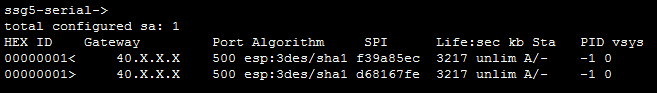 ssg5-serial->
total configured sa: 1
HEX ID    Gateway         Port Algorithm     SPI      Life:sec kb Sta   PID vsys
00000001<     40.X.X.X    500 esp:3des/sha1 f39a85ec  3217 unlim A/-    -1 0
00000001>     40.X.X.X    500 esp:3des/sha1 d68167fe  3217 unlim A/-    -1 0